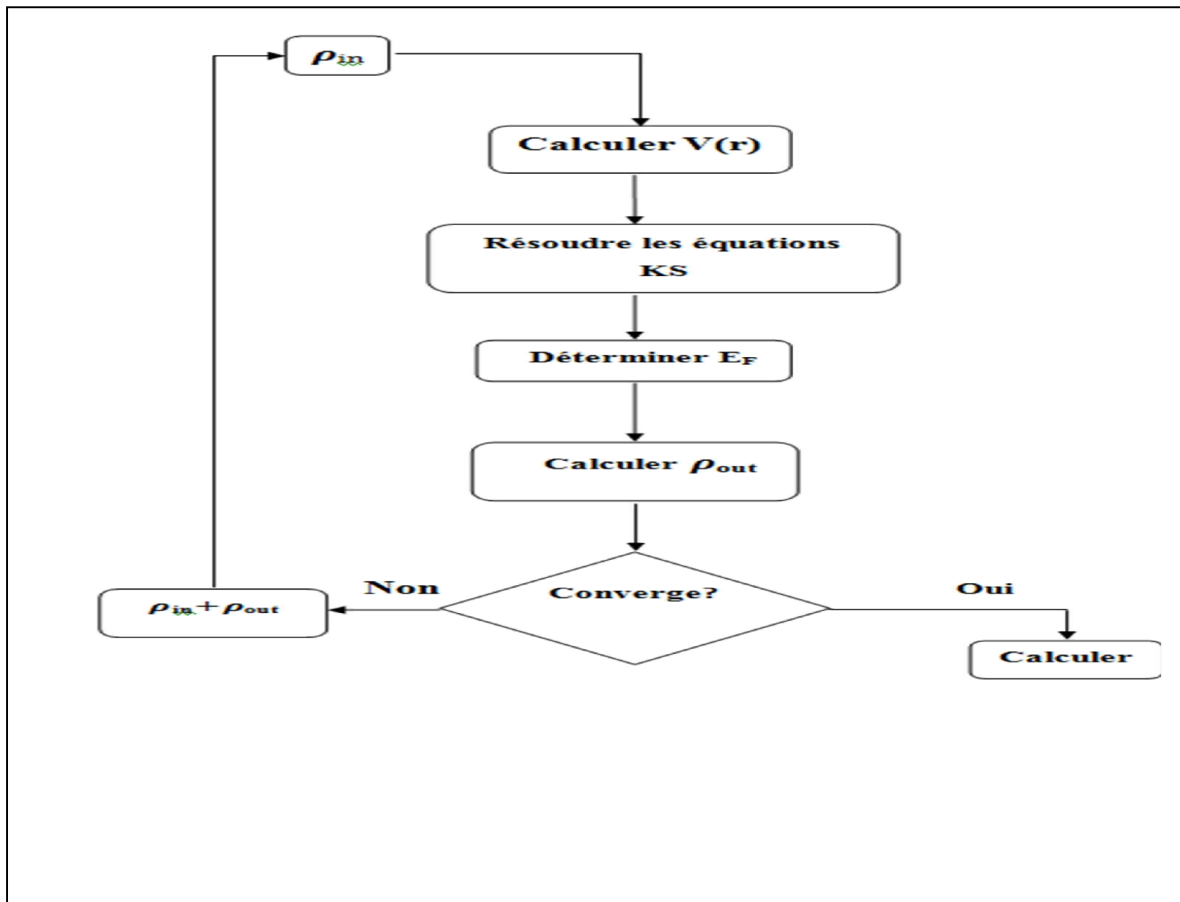 ρin
Calculer V(r)
Résoudre les équations
KS
Déterminer EF
Calculer ρout
Converge?
Non
Oui
ρin+ρout
Calculer